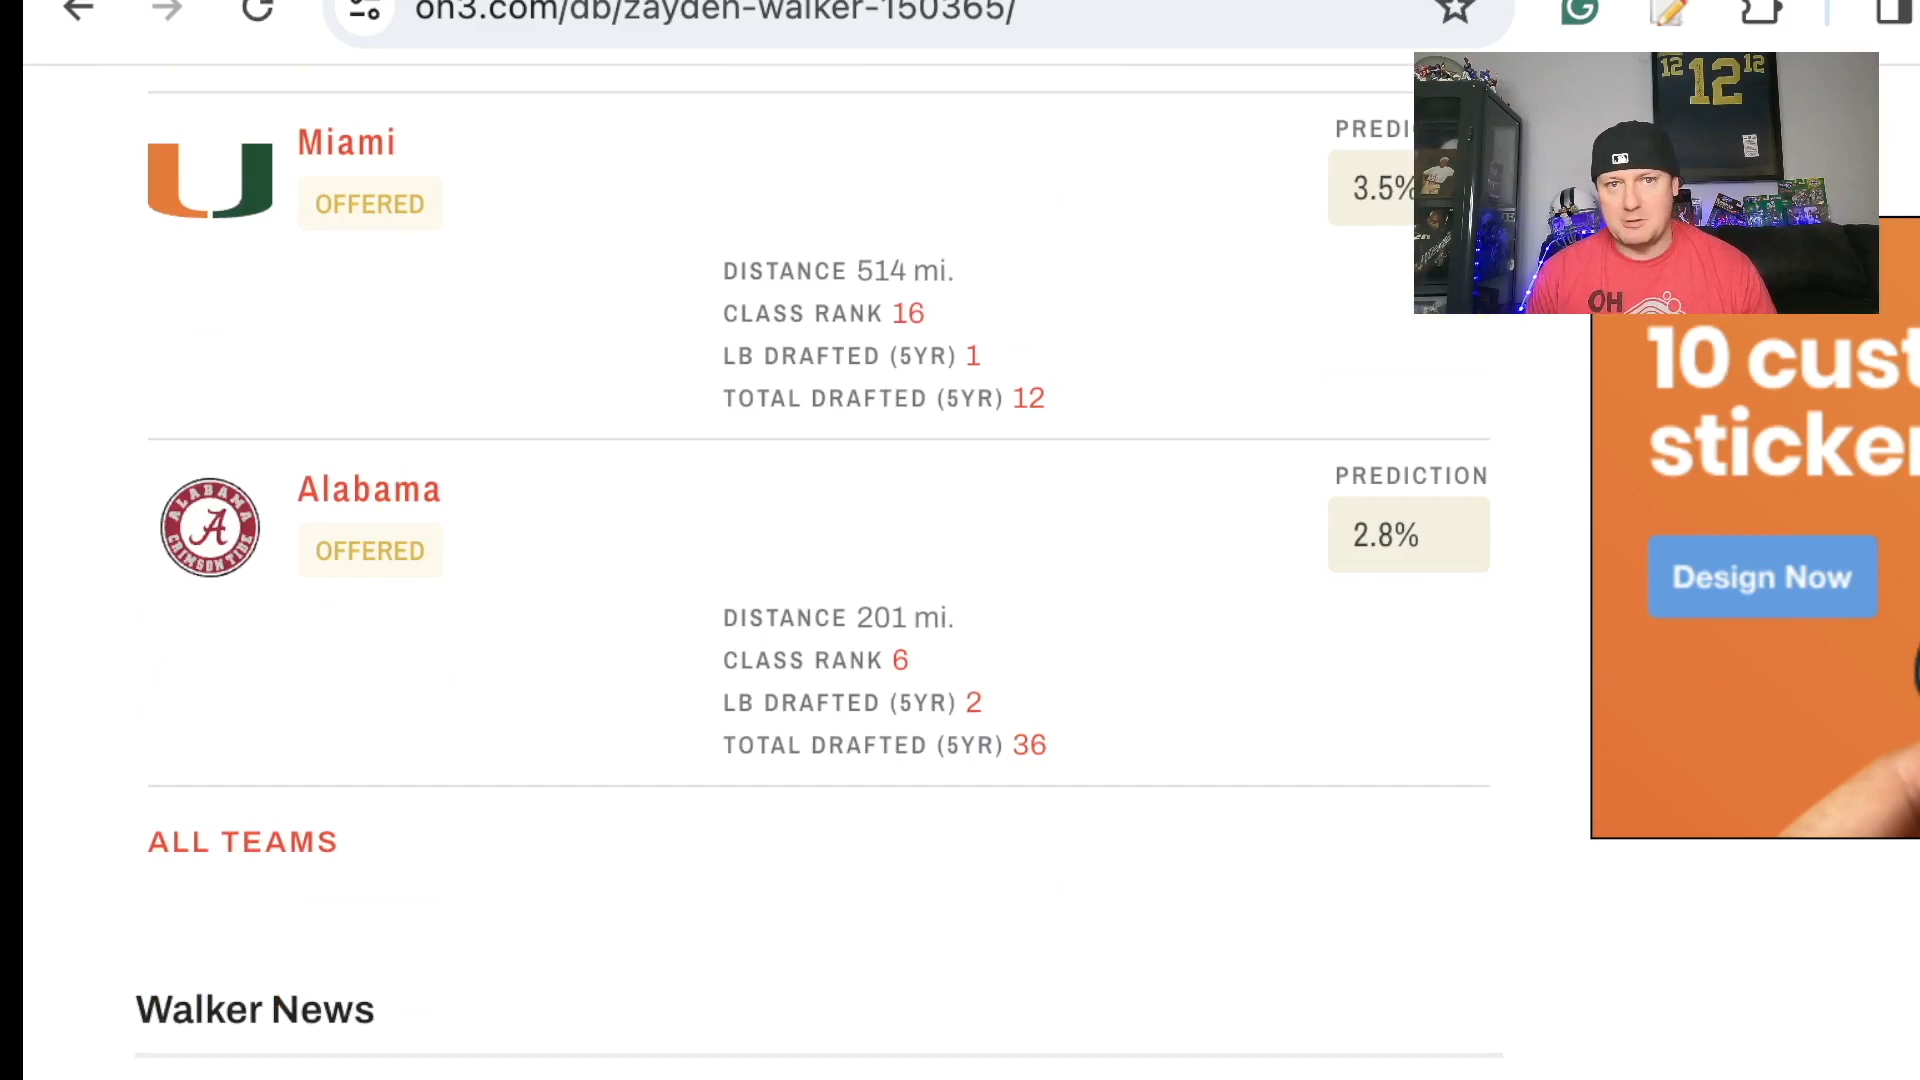 on3.com/db/zayden-walker-150365/
Miami
OFFERED
PREDI
3.5%
DISTANCE 514 mi.
CLASS RANK 16
LB DRAFTED (5YR) 1
TOTAL DRAFTED (5YR) 12
12 12 12
OH
Alabama
OFFERED
PREDICTION
2.8%
ALABAMA
A
CRIMSON TIDE
DISTANCE 201 mi.
CLASS RANK 6
LB DRAFTED (5YR) 2
TOTAL DRAFTED (5YR) 36
ALL TEAMS
Walker News
10 cust
sticker
Design Now